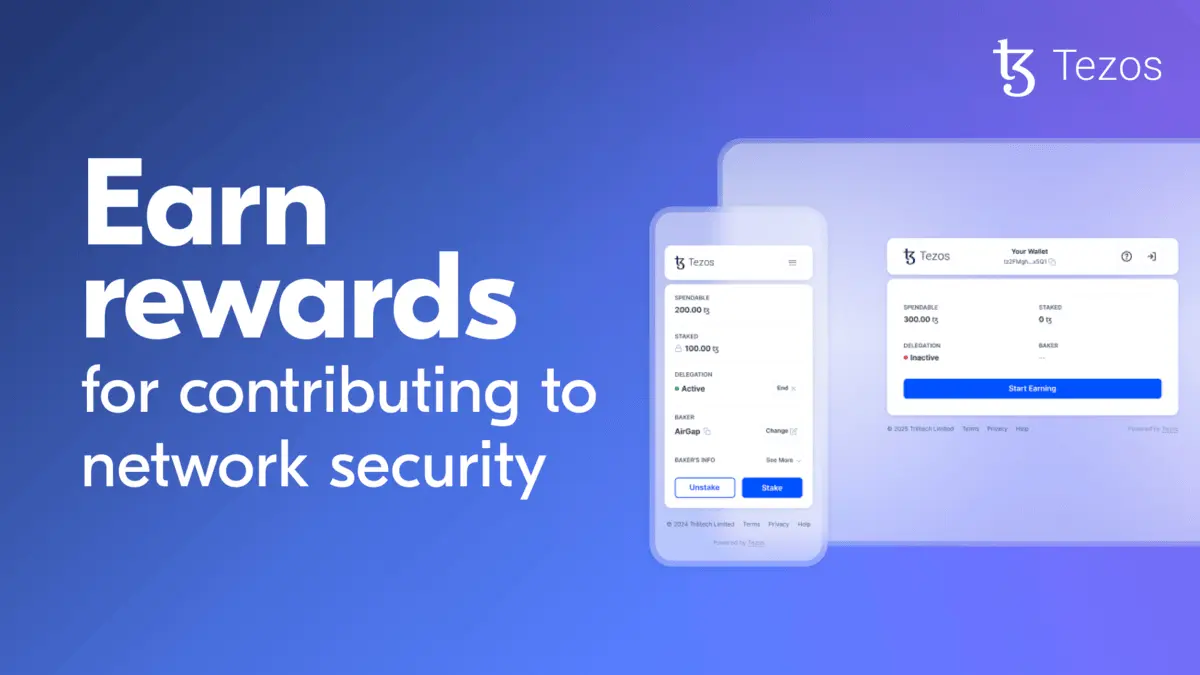 Tezos
Earn
rewards
for contributing to
network security
Tezos
SPENDABLE
200.00 ꜩ
STAKED
100.00 ꜩ
DELEGATION
Active End
BAKER
AirGap Change
BAKER'S INFO See More
Unstake Stake
© 2024 Trilitech Limited Terms Privacy Help
Powered by Tezos
Tezos
Your Wallet
SPENDABLE STAKED
300.00 ꜩ 0 ꜩ
DELEGATION BAKER
Inactive —
Start Earning
© 2025 Trilitech Limited Terms Privacy Help
Powered by Tezos